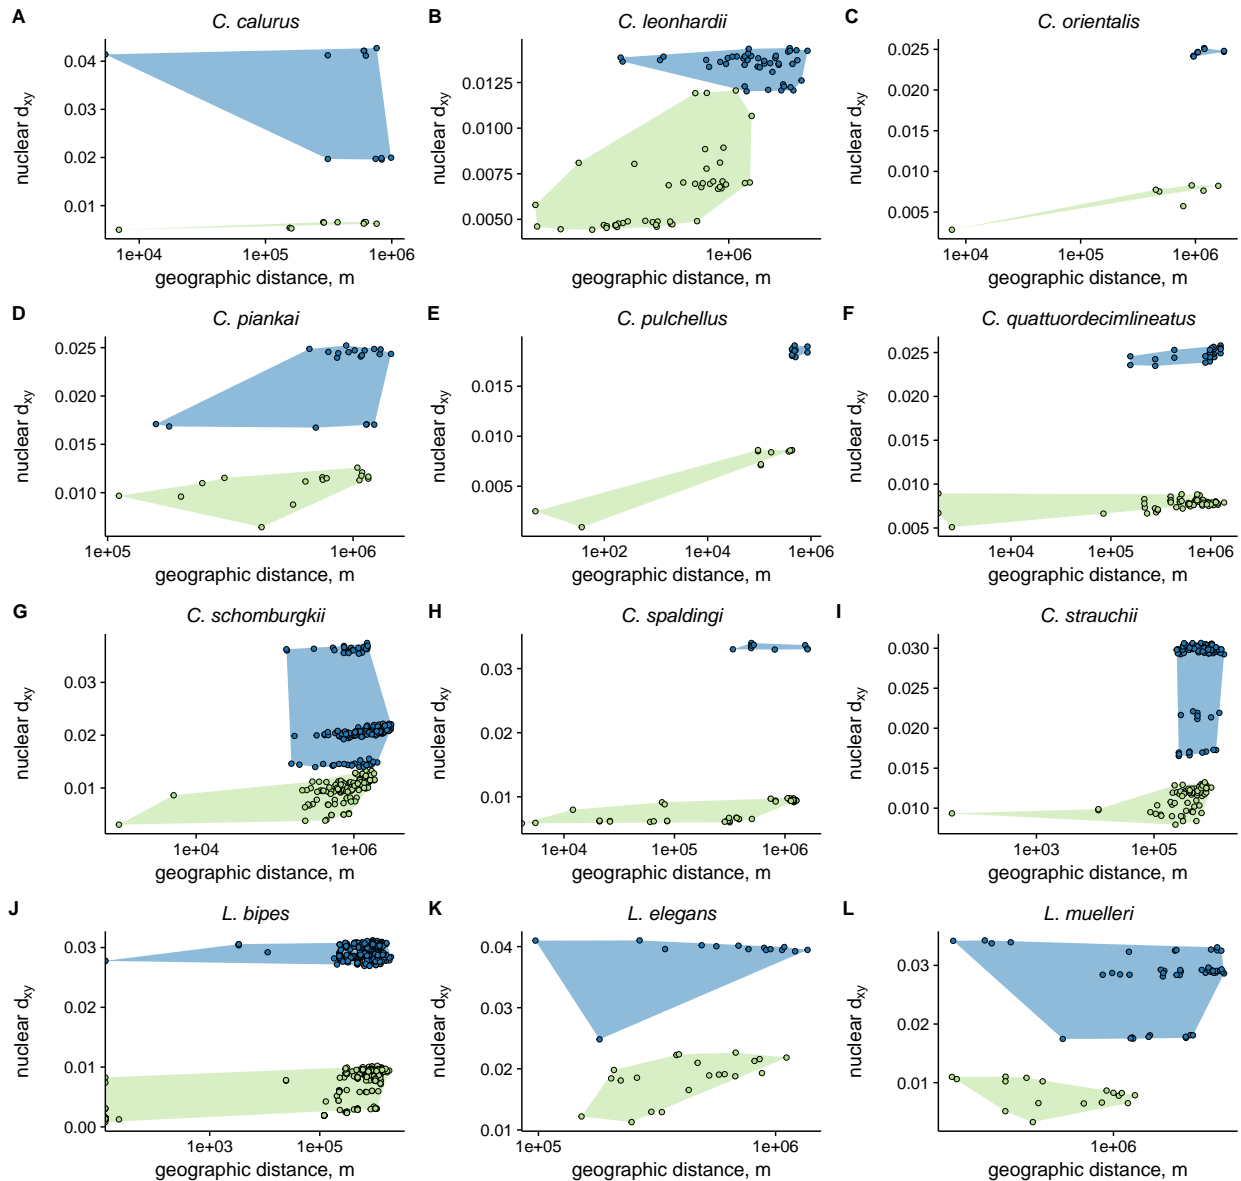 A
C. calurus
nuclear dxy
0.04
0.03
0.02
0.01
1e+04
1e+05
1e+06
geographic distance, m
B
C. leonhardii
nuclear dxy
0.0125
0.0100
0.0075
0.0050
1e+06
geographic distance, m
C
C. orientalis
nuclear dxy
0.025
0.020
0.015
0.010
0.005
1e+04
1e+05
1e+06
geographic distance, m
D
C. piankai
nuclear dxy
0.025
0.020
0.015
0.010
1e+05
1e+06
geographic distance, m
E
C. pulchellus
nuclear dxy
0.015
0.010
0.005
1e+02
1e+04
1e+06
geographic distance, m
F
C. quattuordecimlineatus
nuclear dxy
0.025
0.020
0.015
0.010
0.005
1e+04
1e+05
1e+06
geographic distance, m
G
C. schomburgkii
nuclear dxy
0.03
0.02
0.01
1e+04
1e+06
geographic distance, m
H
C. spaldingi
nuclear dxy
0.03
0.02
0.01
1e+04
1e+05
1e+06
geographic distance, m
I
C. strauchii
nuclear dxy
0.030
0.025
0.020
0.015
0.010
1e+03
1e+05
geographic distance, m
J
L. bipes
nuclear dxy
0.03
0.02
0.01
0.00
1e+03
1e+05
geographic distance, m
K
L. elegans
nuclear dxy
0.04
0.03
0.02
0.01
1e+05
1e+06
geographic distance, m
L
L. muelleri
nuclear dxy
0.03
0.02
0.01
1e+06
geographic distance, m